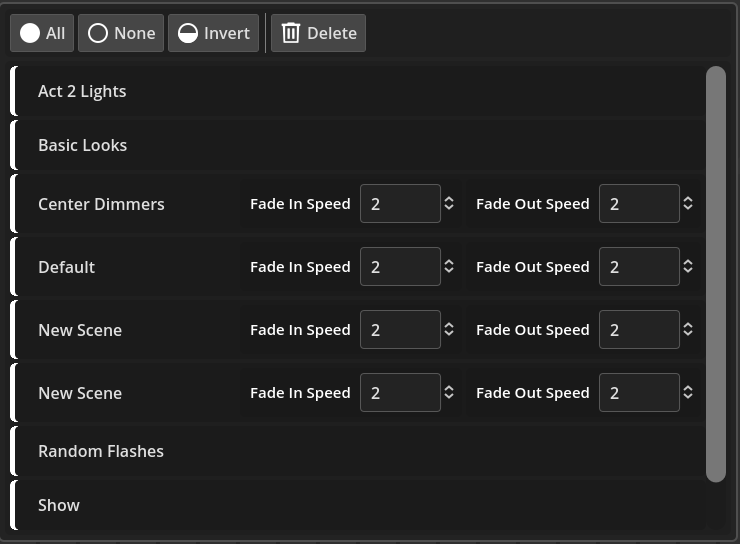 All None Invert Delete
Act 2 Lights
Basic Looks
Center Dimmers Fade In Speed 2 Fade Out Speed 2
Default Fade In Speed 2 Fade Out Speed 2
New Scene Fade In Speed 2 Fade Out Speed 2
New Scene Fade In Speed 2 Fade Out Speed 2
Random Flashes
Show